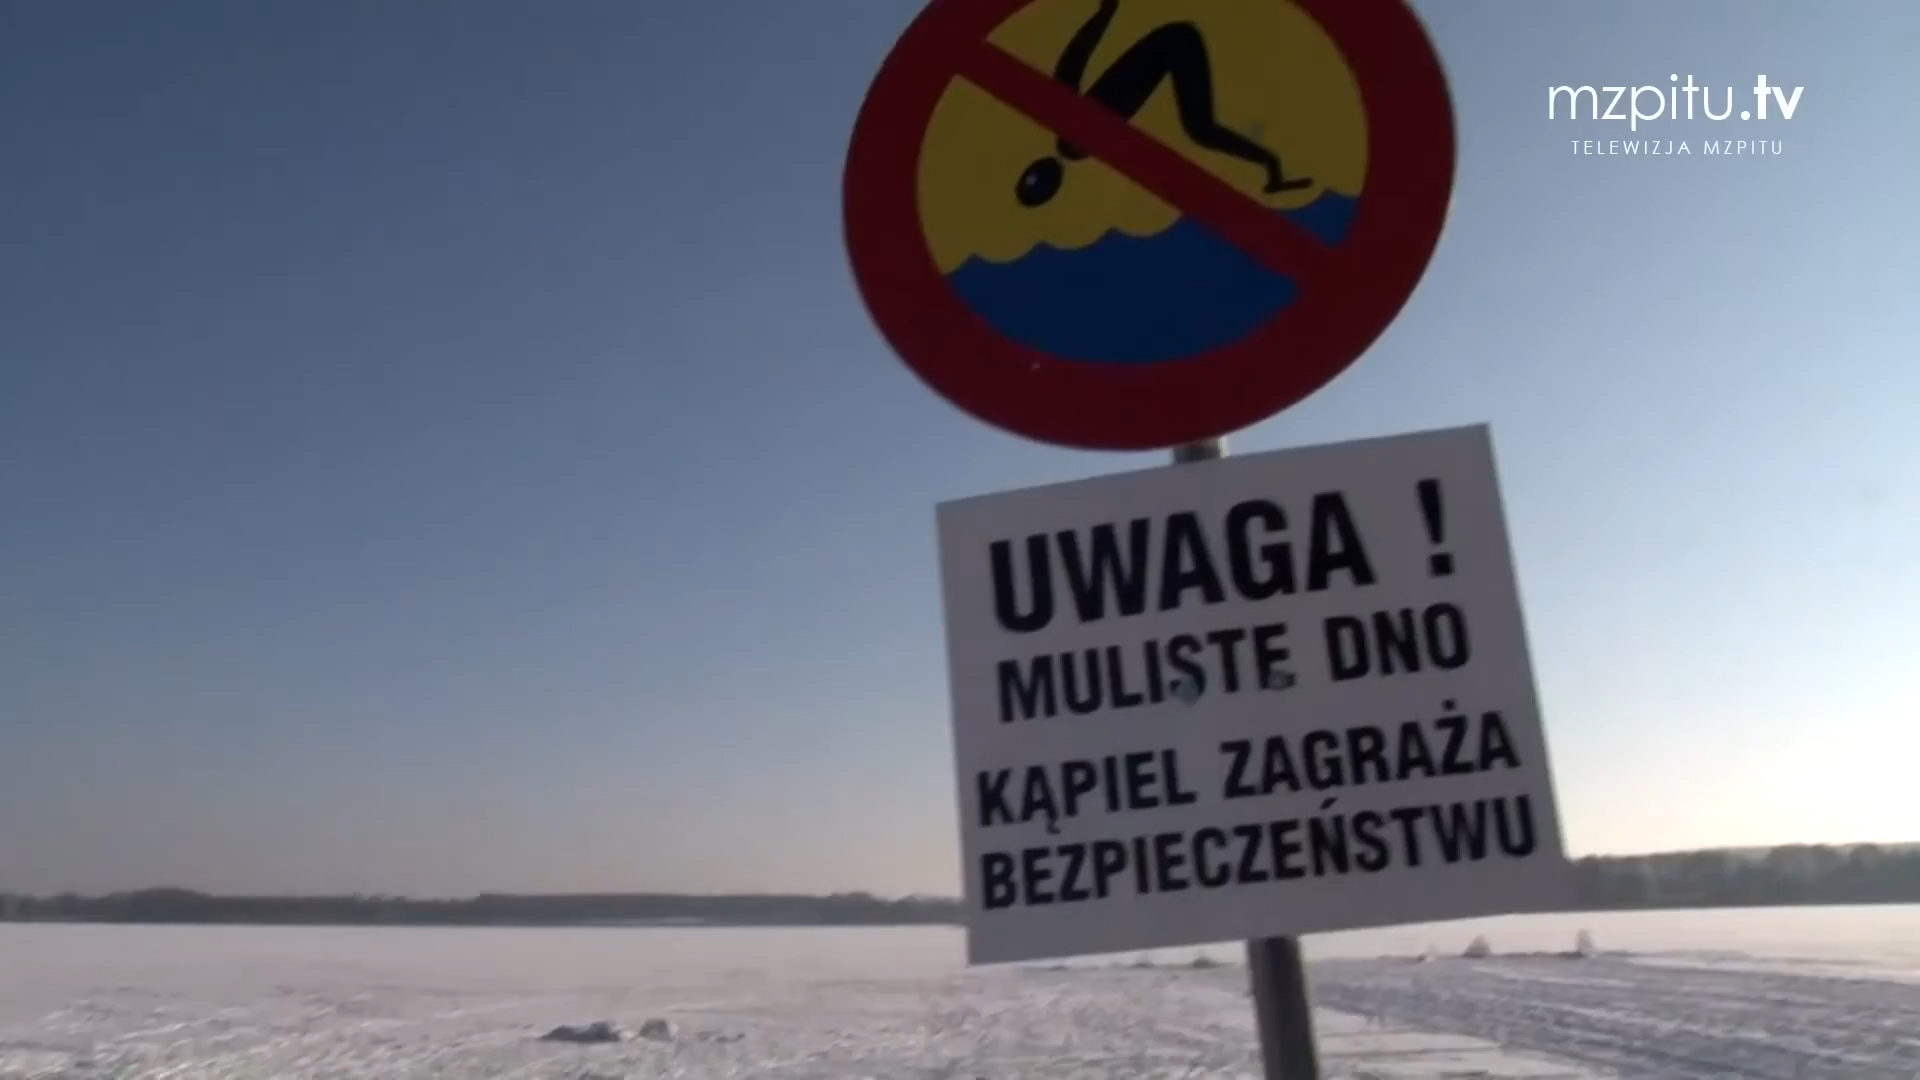 mzpitu.tv
TELEWIZJA MZPITU
UWAGA !
MULISTE DNO
KĄPIEL ZAGRAŻA
BEZPIECZEŃSTWU